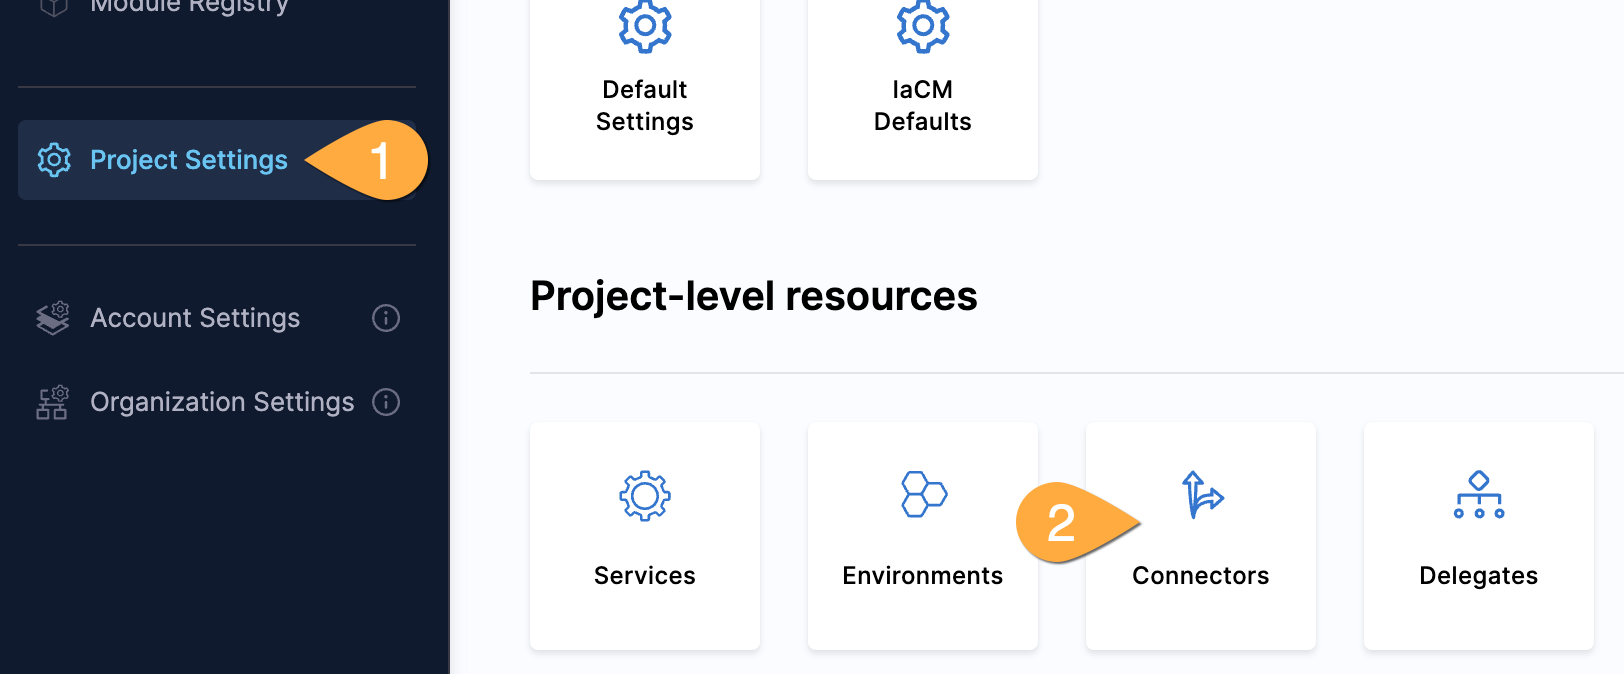 Module Registry
Project Settings
1
Account Settings
Organization Settings
Default
Settings
IaCM
Defaults
Project-level resources
Services
Environments
2
Connectors
Delegates